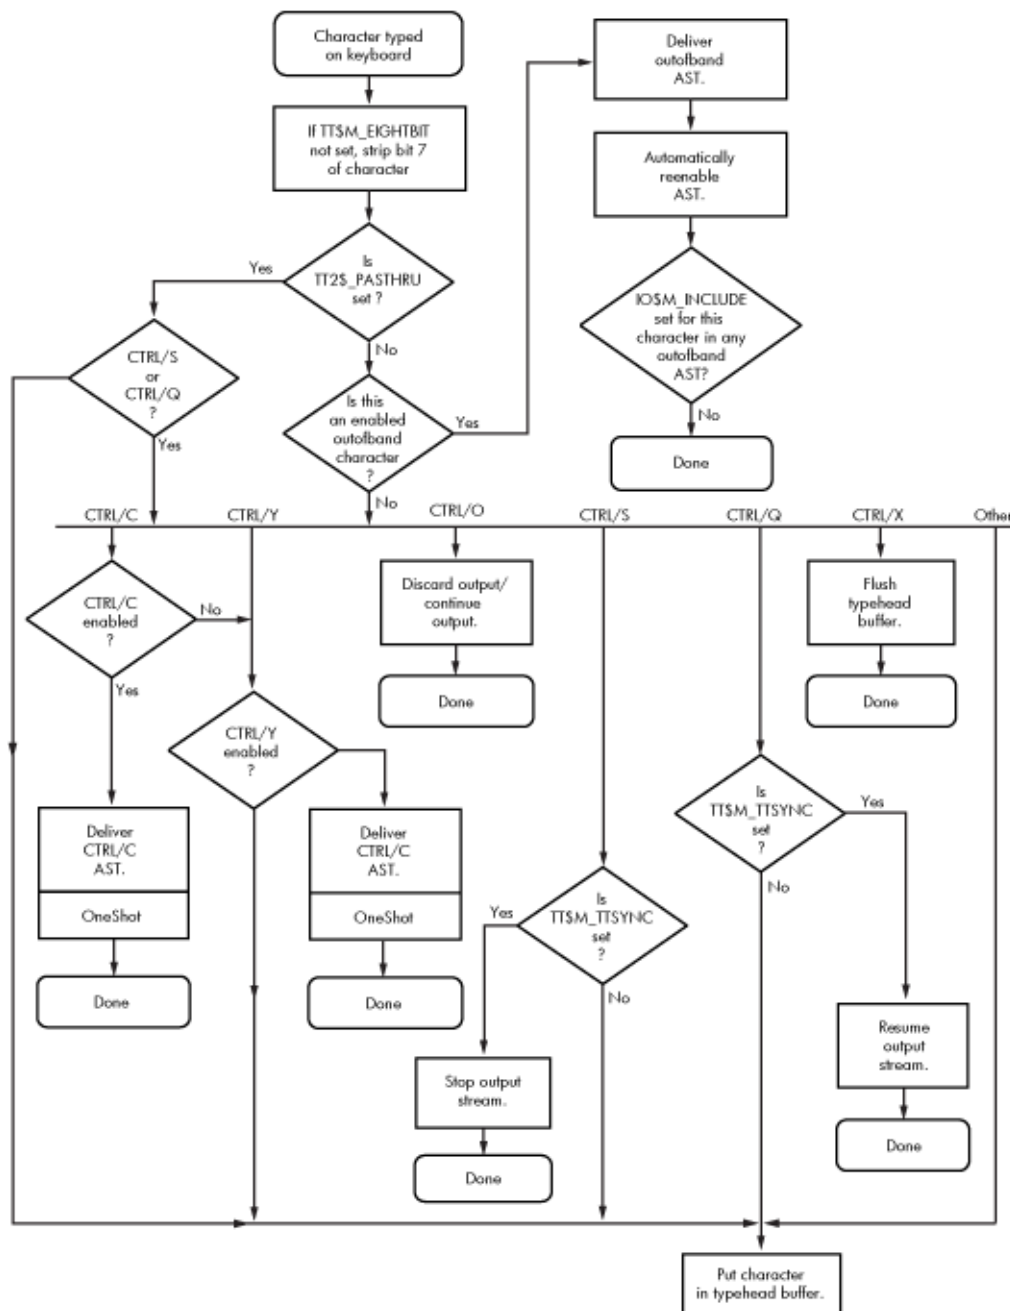 Character typed
on keyboard
Deliver
outofband
AST.
If TT$M_EIGHTBIT
not set, strip bit 7
of character
Automatically
reenable
AST.
Yes
Is
TT2$_PASTHRU
set ?
IO$M_INCLUDE
set for this
character in any
outofband
AST?
CTRL/S
or
CTRL/Q
?
No
Is this
an enabled
outofband
character
?
Yes
No
Yes
Done
No
CTRL/C
CTRL/Y
CTRL/O
CTRL/S
CTRL/Q
CTRL/X
Other
CTRL/C
enabled
?
No
Discard output/
continue
output.
Flush
typehead
buffer.
Yes
Done
Done
CTRL/Y
enabled
?
Is
TT$M_TTSYNC
set
?
Yes
Deliver
CTRL/C
AST.
OneShot
Deliver
CTRL/C
AST.
OneShot
No
Yes
Is
TT$M_TTSYNC
set
?
Done
Done
No
Resume
output
stream.
Stop output
stream.
Done
Done
Put character
in typehead buffer.